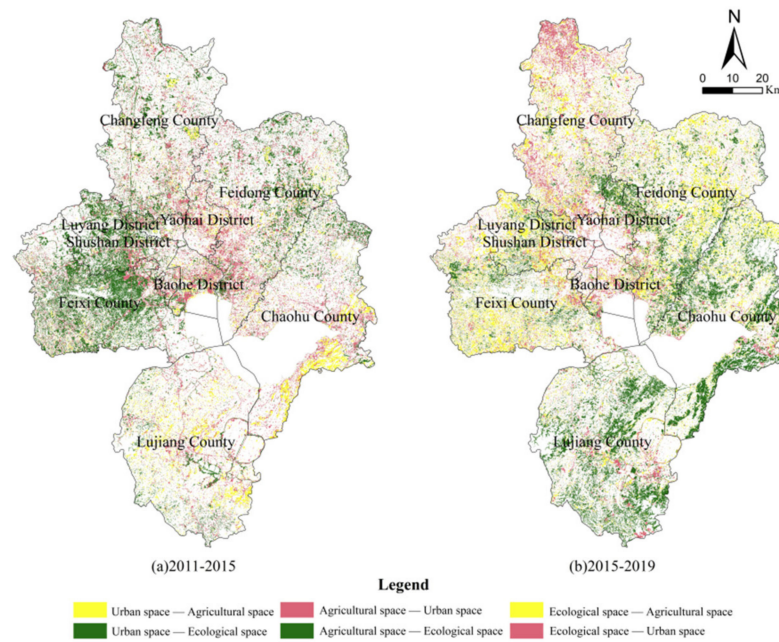 N
0 10 20
Km
Changfeng County
Feidong County
Luyang District
Yaohai District
Shushan District
Baohe District
Feixi County
Chaohu County
Lujiang County
(a)2011-2015
Changfeng County
Feidong County
Luyang District
Yaohai District
Shushan District
Baohe District
Feixi County
Chaohu County
Lujiang County
(b)2015-2019
Legend
Urban space — Agricultural space
Agricultural space — Urban space
Ecological space — Agricultural space
Urban space — Ecological space
Agricultural space — Ecological space
Ecological space — Urban space